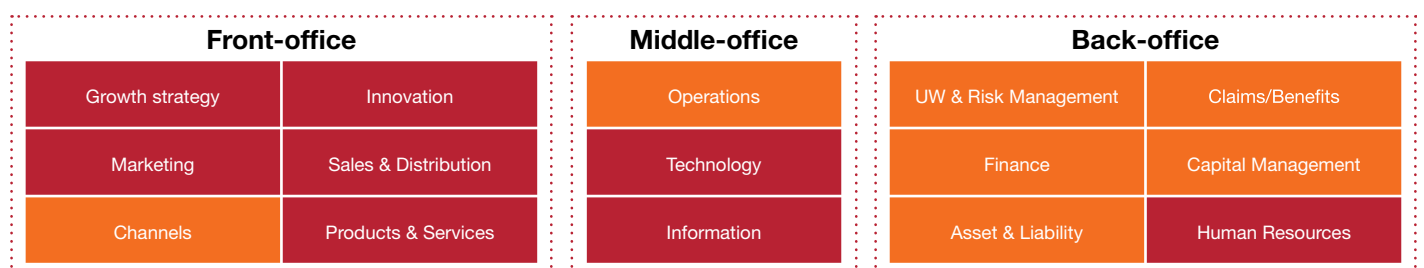 Front-office
Growth strategy
Innovation
Marketing
Sales & Distribution
Channels
Products & Services
Middle-office
Operations
Technology
Information
Back-office
UW & Risk Management
Claims/Benefits
Finance
Capital Management
Asset & Liability
Human Resources